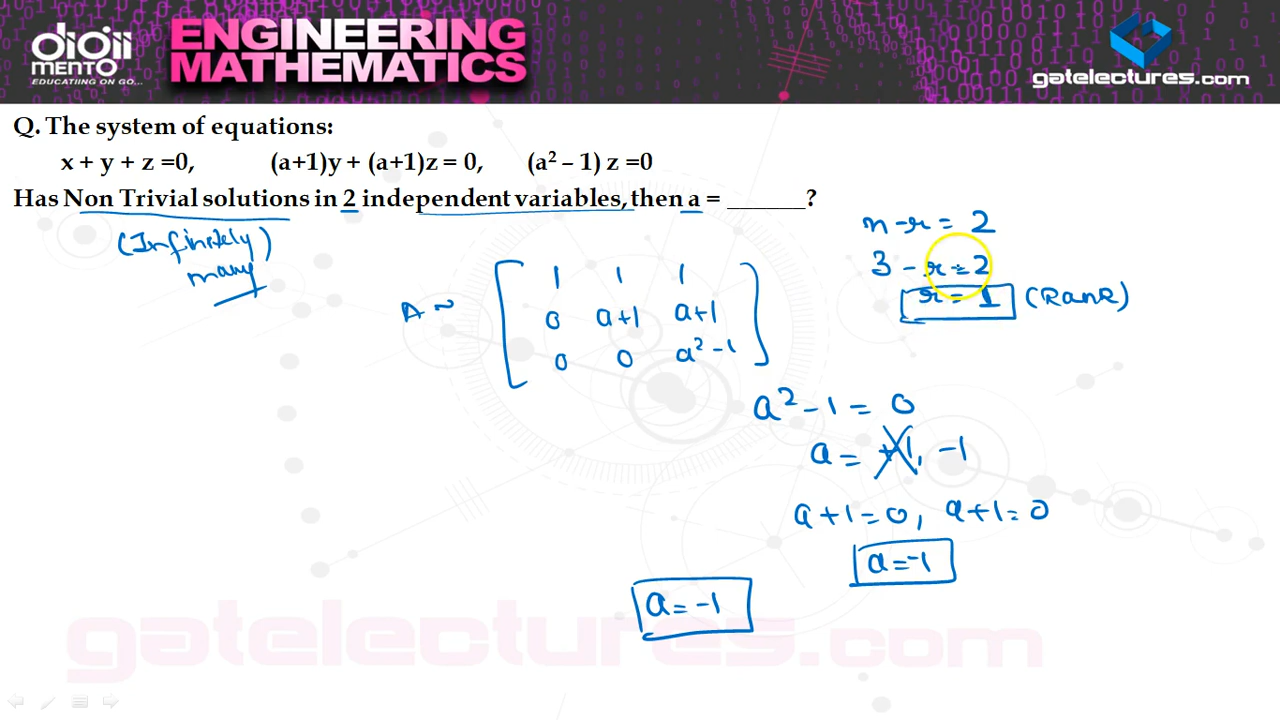 digii
MENTO
EDUCATIING ON GO...
ENGINEERING
MATHEMATICS
gatelectures.com
Q. The system of equations:
x + y + z =0, (a+1)y + (a+1)z = 0, (a² – 1) z =0
Has Non Trivial solutions in 2 independent variables, then a = ______?
(Infinitely)
many
n-r = 2
3 - r = 2
r = 1 (Rank)
A ~
1 1 1
0 a+1 a+1
0 0 a²-1
a² - 1 = 0
a = +1, -1
a+1=0, a+1=0
a=-1
a= -1
gatelectures.com